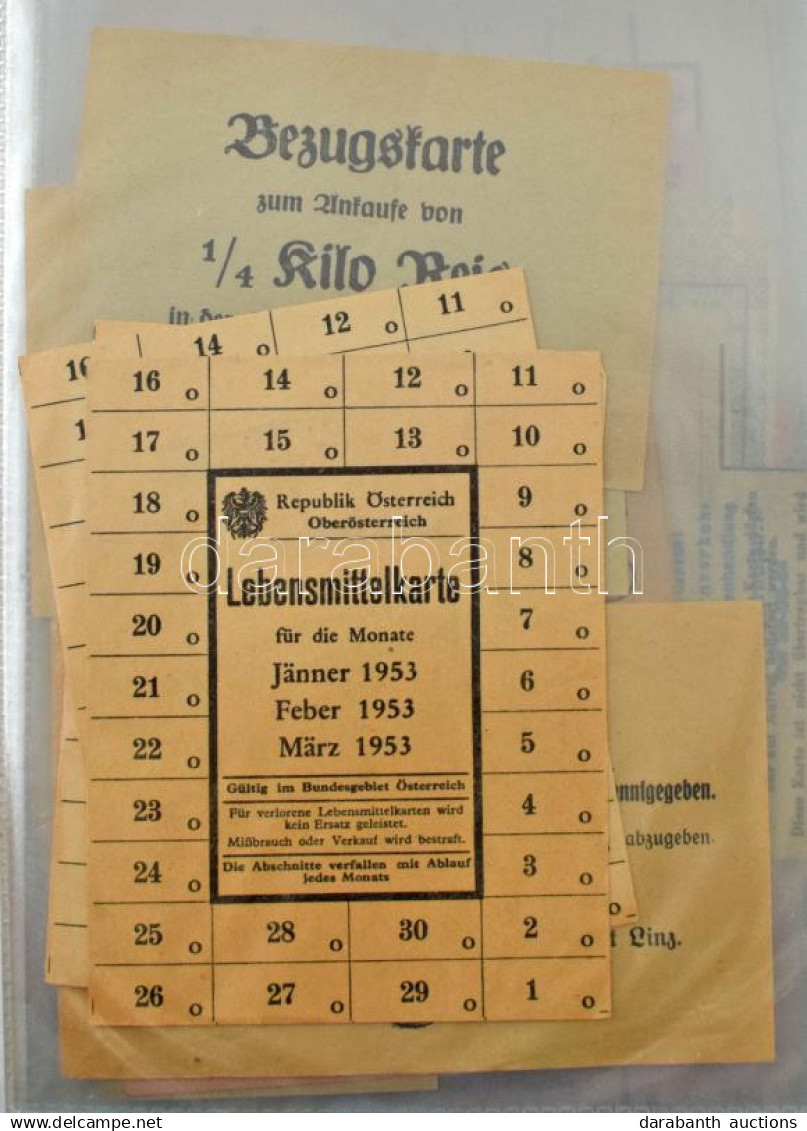 Bezugskarte
zum Ankaufe von
1/4 Kilo Reis
in der
14 o 12 o 11 o
16 o 14 o 12 o 11 o
17 o 15 o 13 o 10 o
18 o
19 o
20 o
21 o
22 o
23 o
24 o
Republik Österreich
Oberösterreich
Lebensmittelkarte
für die Monate
Jänner 1953
Feber 1953
März 1953
Gültig im Bundesgebiet Österreich
Für verlorene Lebensmittelkarten wird
kein Ersatz geleistet.
Mißbrauch oder Verkauf wird bestraft.
Die Abschnitte verfallen mit Ablauf
jedes Monats
9 o
8 o
7 o
6 o
5 o
4 o
3 o
25 o 28 o 30 o 2 o
26 o 27 o 29 o 1 o
o
abzugeben.
Linz.
darabanth
darabanth auctions